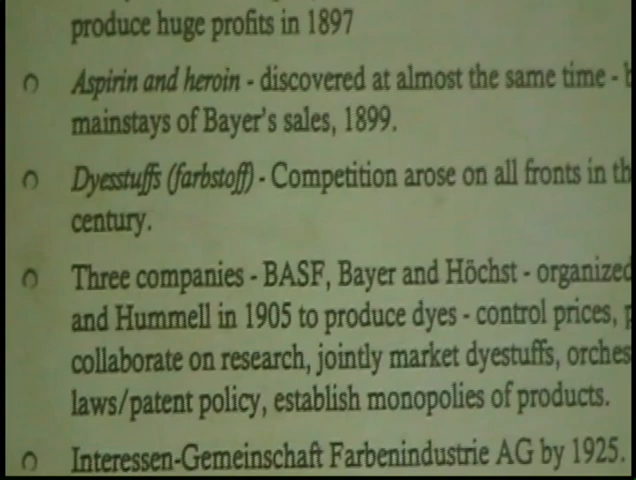 produce huge profits in 1897
Aspirin and heroin - discovered at almost the same time -
mainstays of Bayer's sales, 1899.
Dyesstuffs (farbstoff) - Competition arose on all fronts in
century.
Three companies - BASF, Bayer and Höchst - organized
and Hummell in 1905 to produce dyes - control prices,
collaborate on research, jointly market dyestuffs,
laws/patent policy, establish monopolies of products.
Interessen-Gemeinschaft Farbenindustrie AG by 1925.